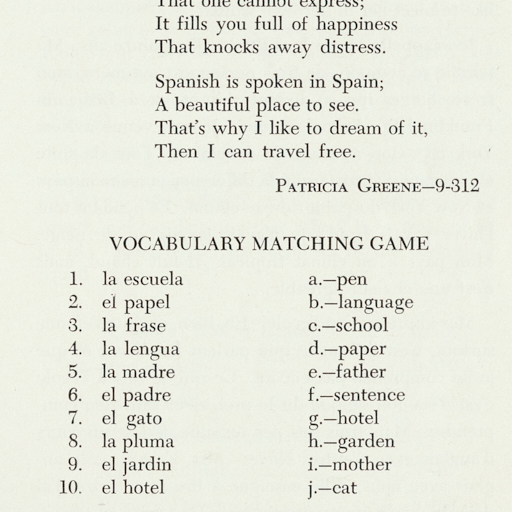 That one cannot express;
It fills you full of happiness
That knocks away distress.
Spanish is spoken in Spain;
A beautiful place to see.
That's why I like to dream of it,
Then I can travel free.
Patricia Greene—9-312
VOCABULARY MATCHING GAME
1. la escuela a.—pen
2. el papel b.—language
3. la frase c.—school
4. la lengua d.—paper
5. la madre e.—father
6. el padre f.—sentence
7. el gato g.—hotel
8. la pluma h.—garden
9. el jardin i.—mother
10. el hotel j.—cat